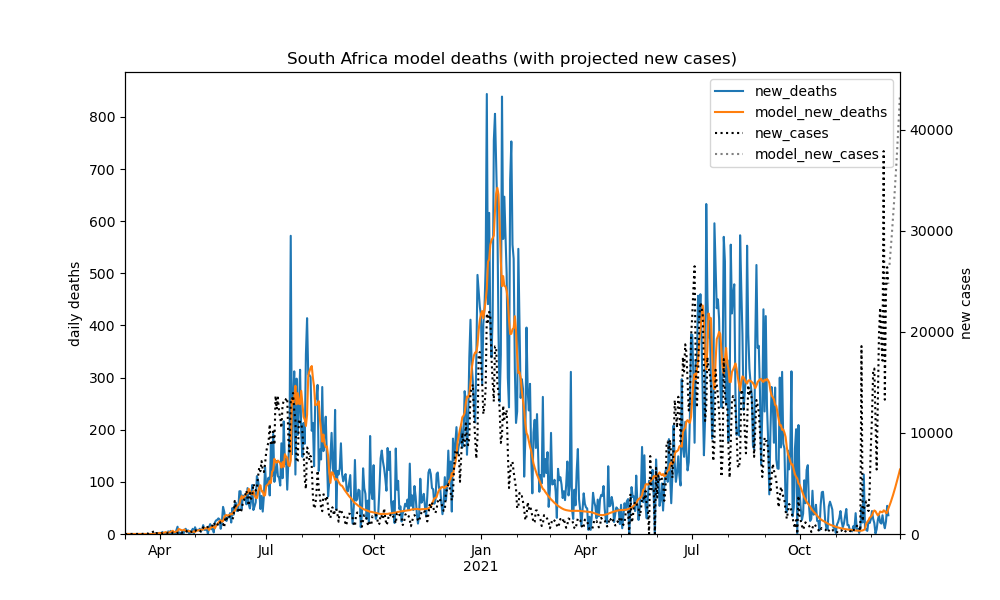 South Africa model deaths (with projected new cases)
new_deaths
model_new_deaths
new_cases
model_new_cases
800
700
600
500
400
300
200
100
0
daily deaths
40000
30000
20000
10000
0
new cases
Apr
Jul
Oct
Jan
2021
Apr
Jul
Oct